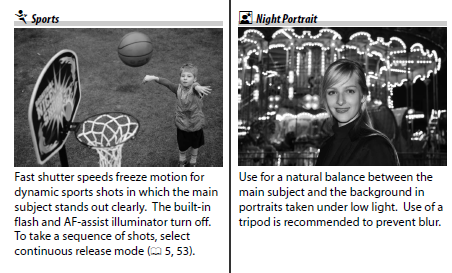 Sports
Fast shutter speeds freeze motion for
dynamic sports shots in which the main
subject stands out clearly.  The built-in
flash and AF-assist illuminator turn off.
To take a sequence of shots, select
continuous release mode (🕮 5, 53).
Night Portrait
Use for a natural balance between the
main subject and the background in
portraits taken under low light.  Use of a
tripod is recommended to prevent blur.